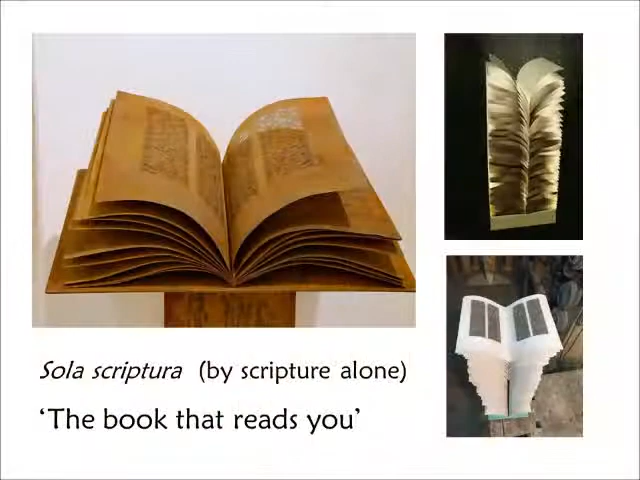 Sola scriptura (by scripture alone)
‘The book that reads you’